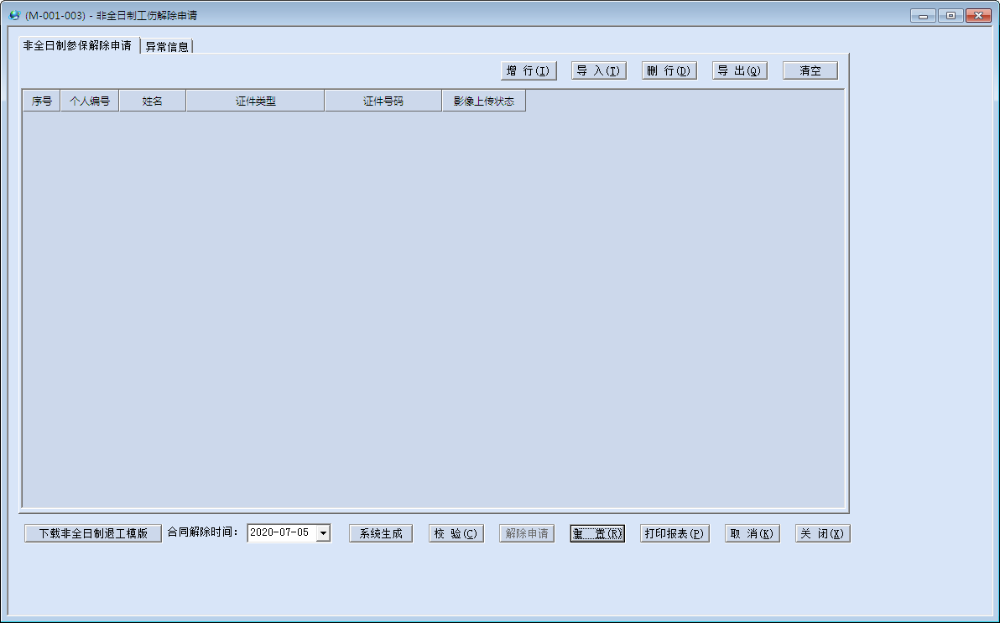 (M-001-003) - 非全日制工伤解除申请
非全日制参保解除申请 异常信息
增 行(I) 导 入(T) 删 行(D) 导 出(Q) 清空
序号 个人编号 姓名 证件类型 证件号码 影像上传状态
下载非全日制退工模版 合同解除时间: 2020-07-05 系统生成 校 验(C) 解除申请 重 置(R) 打印报表(P) 取 消(K) 关 闭(X)